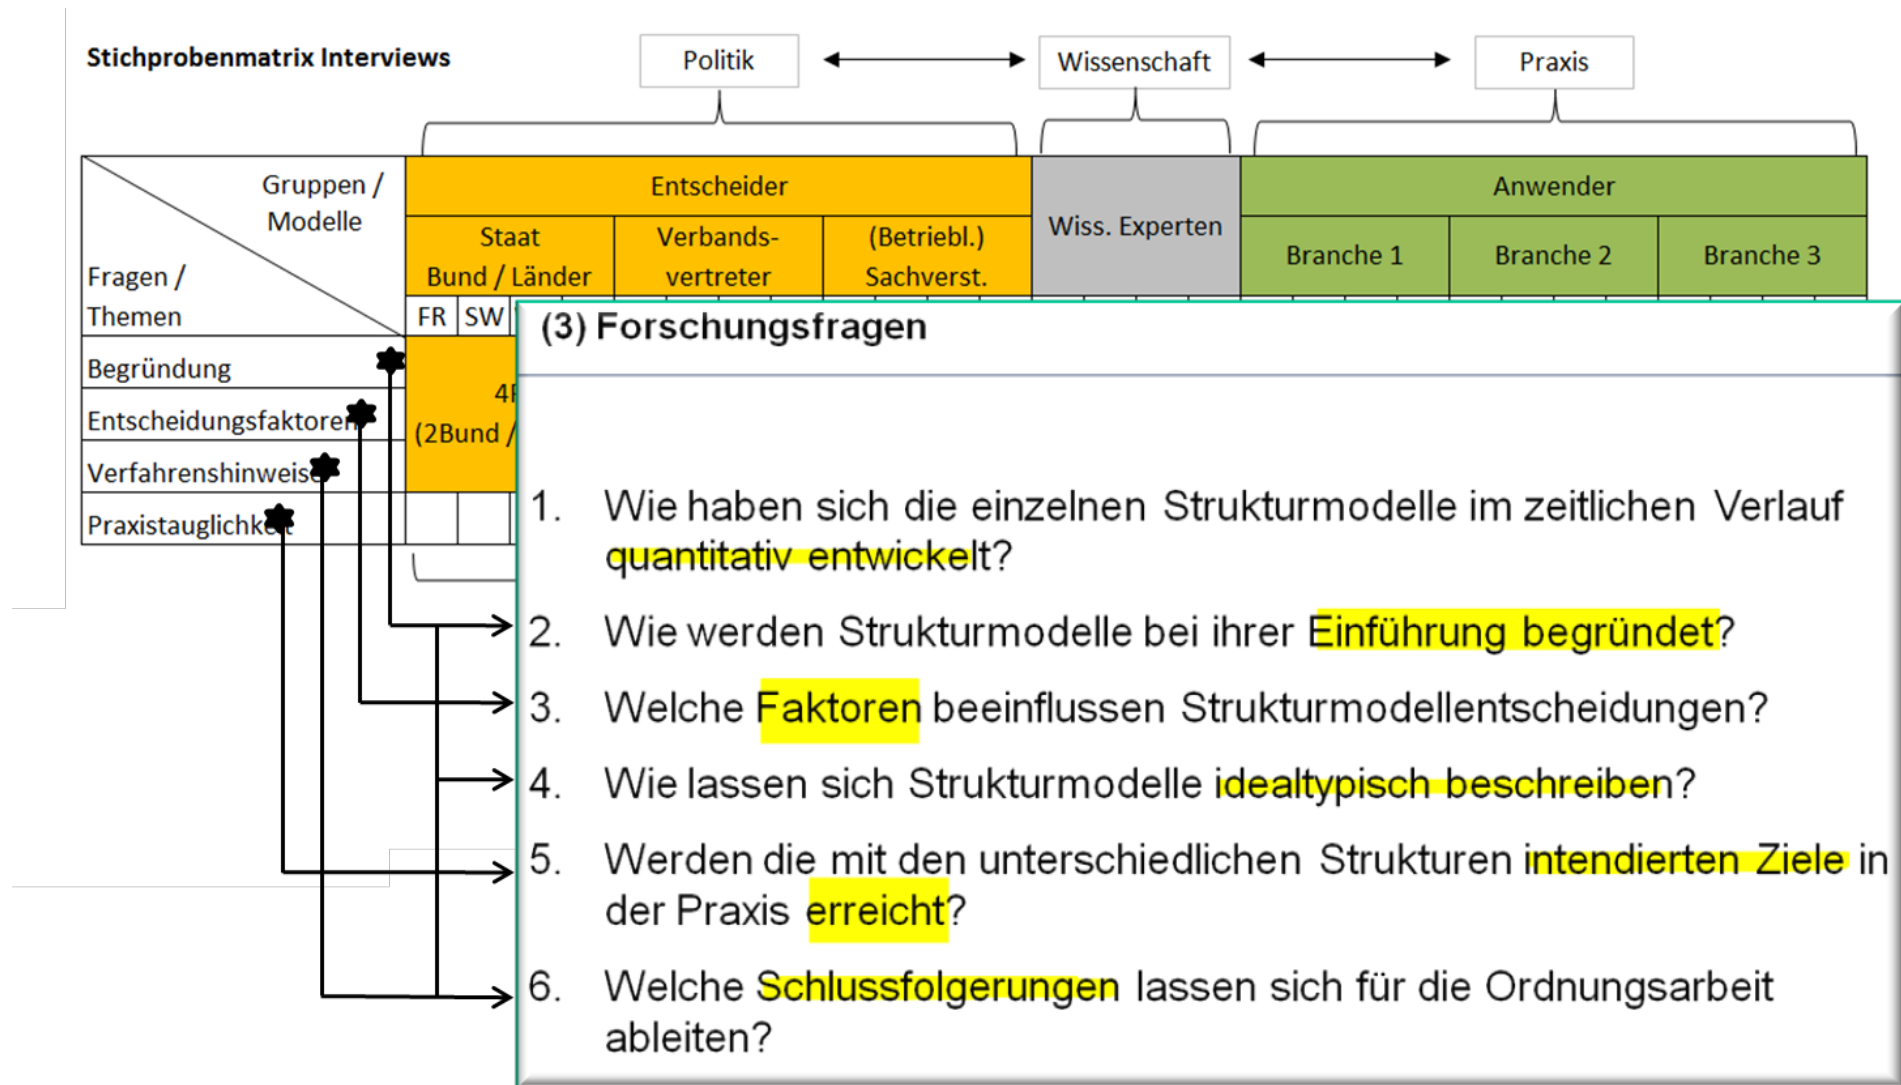 Stichprobenmatrix Interviews
Politik
Wissenschaft
Praxis
Gruppen /
Modelle
Fragen /
Themen
Entscheider
Wiss. Experten
Anwender
Staat
Bund / Länder
Verbands-
vertreter
(Betriebl.)
Sachverst.
Branche 1
Branche 2
Branche 3
FR
SW
Begründung
Entscheidungsfaktoren
Verfahrenshinweise
Praxistauglichkeit
(2Bund /
(3) Forschungsfragen
1. Wie haben sich die einzelnen Strukturmodelle im zeitlichen Verlauf
quantitativ entwickelt?
2. Wie werden Strukturmodelle bei ihrer Einführung begründet?
3. Welche Faktoren beeinflussen Strukturmodellentscheidungen?
4. Wie lassen sich Strukturmodelle idealtypisch beschreiben?
5. Werden die mit den unterschiedlichen Strukturen intendierten Ziele in
der Praxis erreicht?
6. Welche Schlussfolgerungen lassen sich für die Ordnungsarbeit
ableiten?